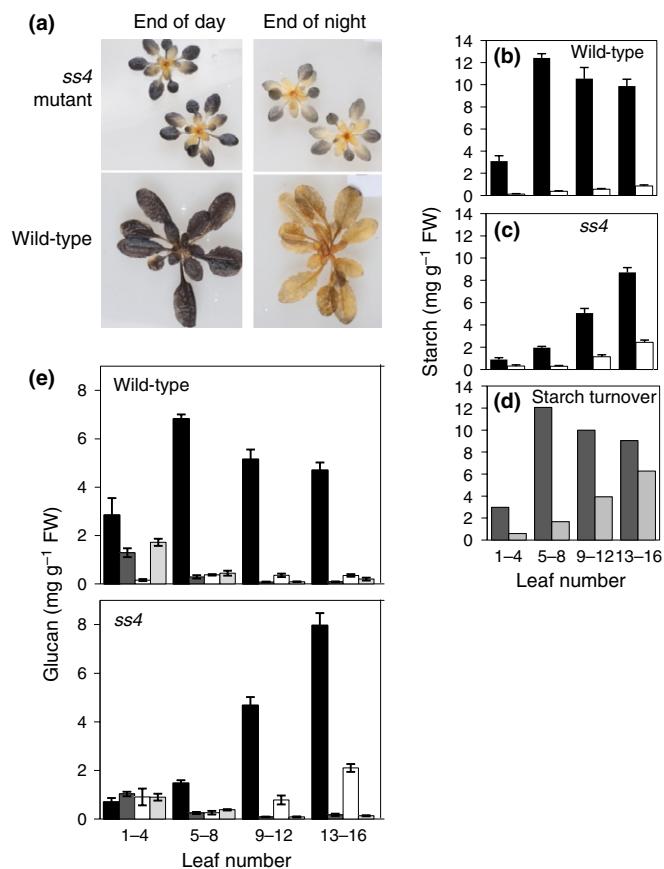 (a)
End of day End of night
ss4
mutant
Wild-type
(b) Wild-type
14
12
10
8
6
4
2
0
(c) ss4
14
12
10
8
6
4
2
0
Starch (mg g⁻¹ FW)
(d) Starch turnover
14
12
10
8
6
4
2
0
1–4 5–8 9–12 13–16
Leaf number
(e)
Wild-type
8
6
4
2
0
ss4
8
6
4
2
0
Glucan (mg g⁻¹ FW)
1–4 5–8 9–12 13–16
Leaf number